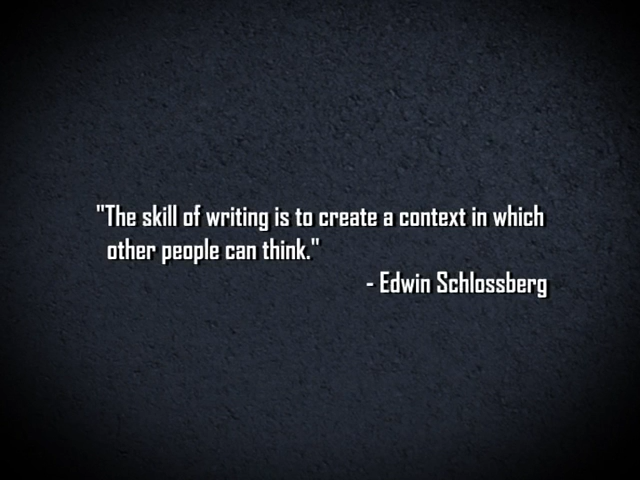 "The skill of writing is to create a context in which
other people can think."
- Edwin Schlossberg